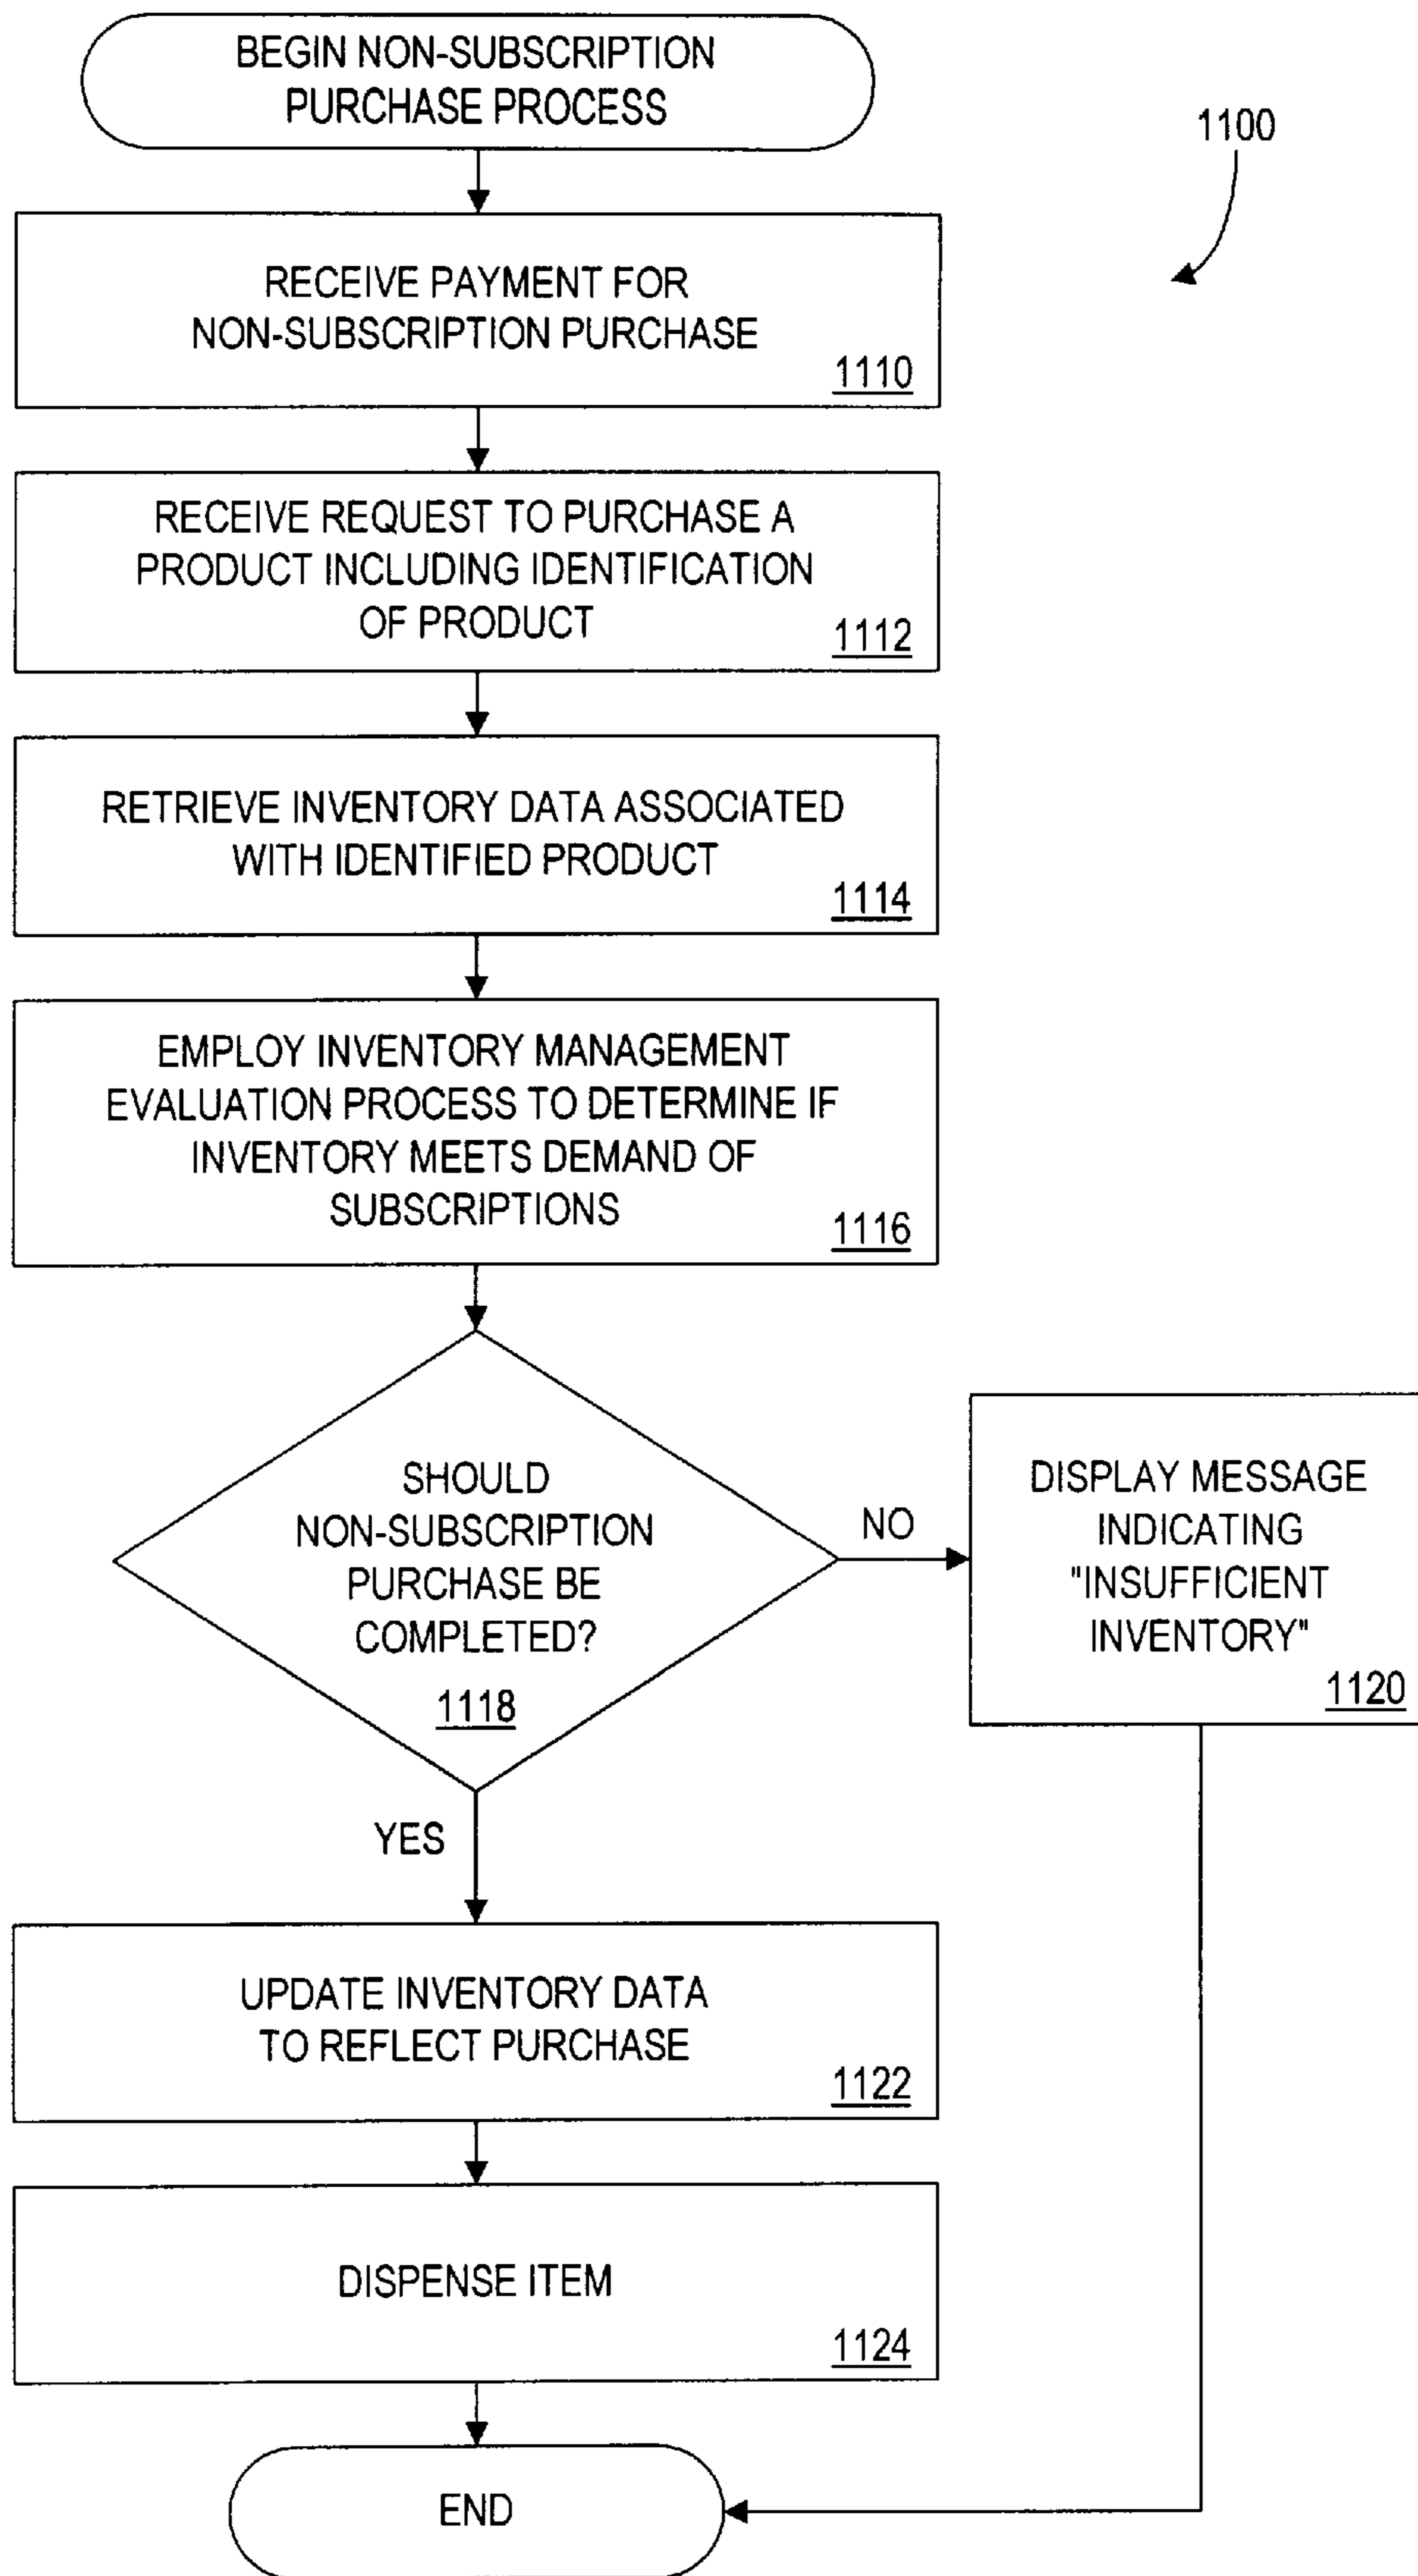 BEGIN NON-SUBSCRIPTION
PURCHASE PROCESS
1100
RECEIVE PAYMENT FOR
NON-SUBSCRIPTION PURCHASE
1110
RECEIVE REQUEST TO PURCHASE A
PRODUCT INCLUDING IDENTIFICATION
OF PRODUCT
1112
RETRIEVE INVENTORY DATA ASSOCIATED
WITH IDENTIFIED PRODUCT
1114
EMPLOY INVENTORY MANAGEMENT
EVALUATION PROCESS TO DETERMINE IF
INVENTORY MEETS DEMAND OF
SUBSCRIPTIONS
1116
SHOULD
NON-SUBSCRIPTION
PURCHASE BE
COMPLETED?
1118
NO
DISPLAY MESSAGE
INDICATING
"INSUFFICIENT
INVENTORY"
1120
YES
UPDATE INVENTORY DATA
TO REFLECT PURCHASE
1122
DISPENSE ITEM
1124
END